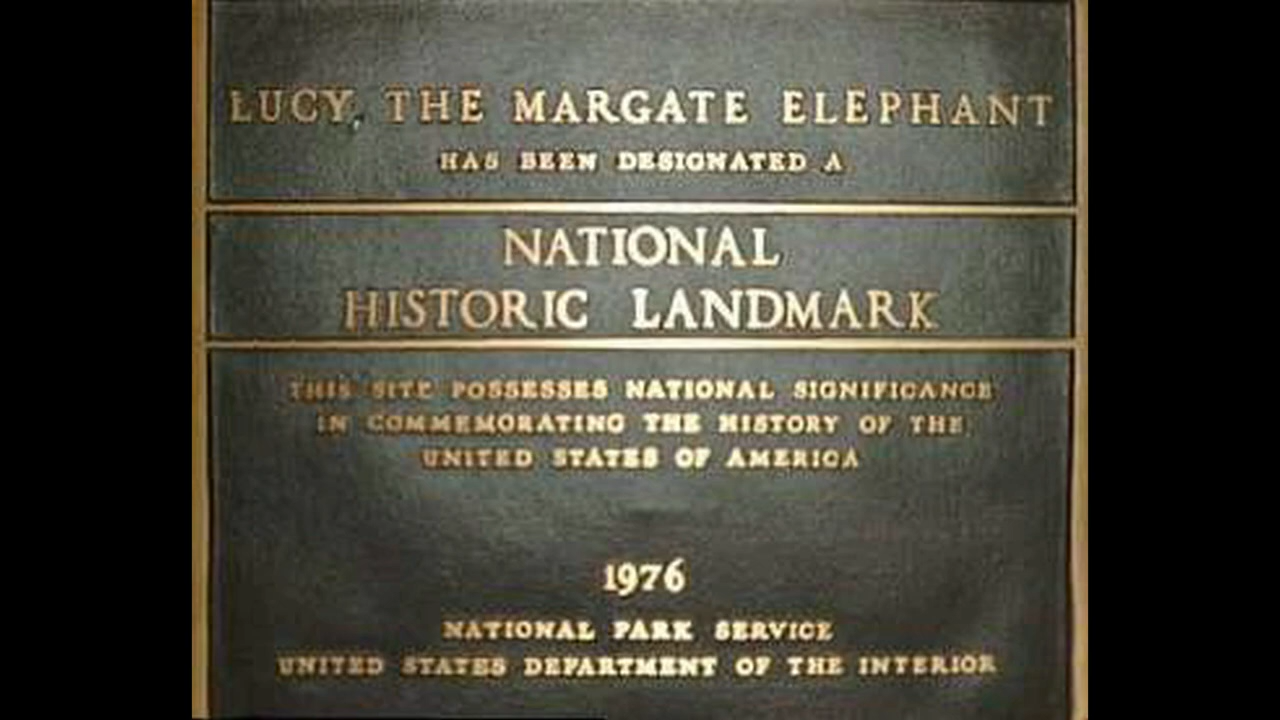 LUCY, THE MARGATE ELEPHANT
HAS BEEN DESIGNATED A
NATIONAL
HISTORIC LANDMARK
THIS SITE POSSESSES NATIONAL SIGNIFICANCE
IN COMMEMORATING THE HISTORY OF THE
UNITED STATES OF AMERICA
1976
NATIONAL PARK SERVICE
UNITED STATES DEPARTMENT OF THE INTERIOR